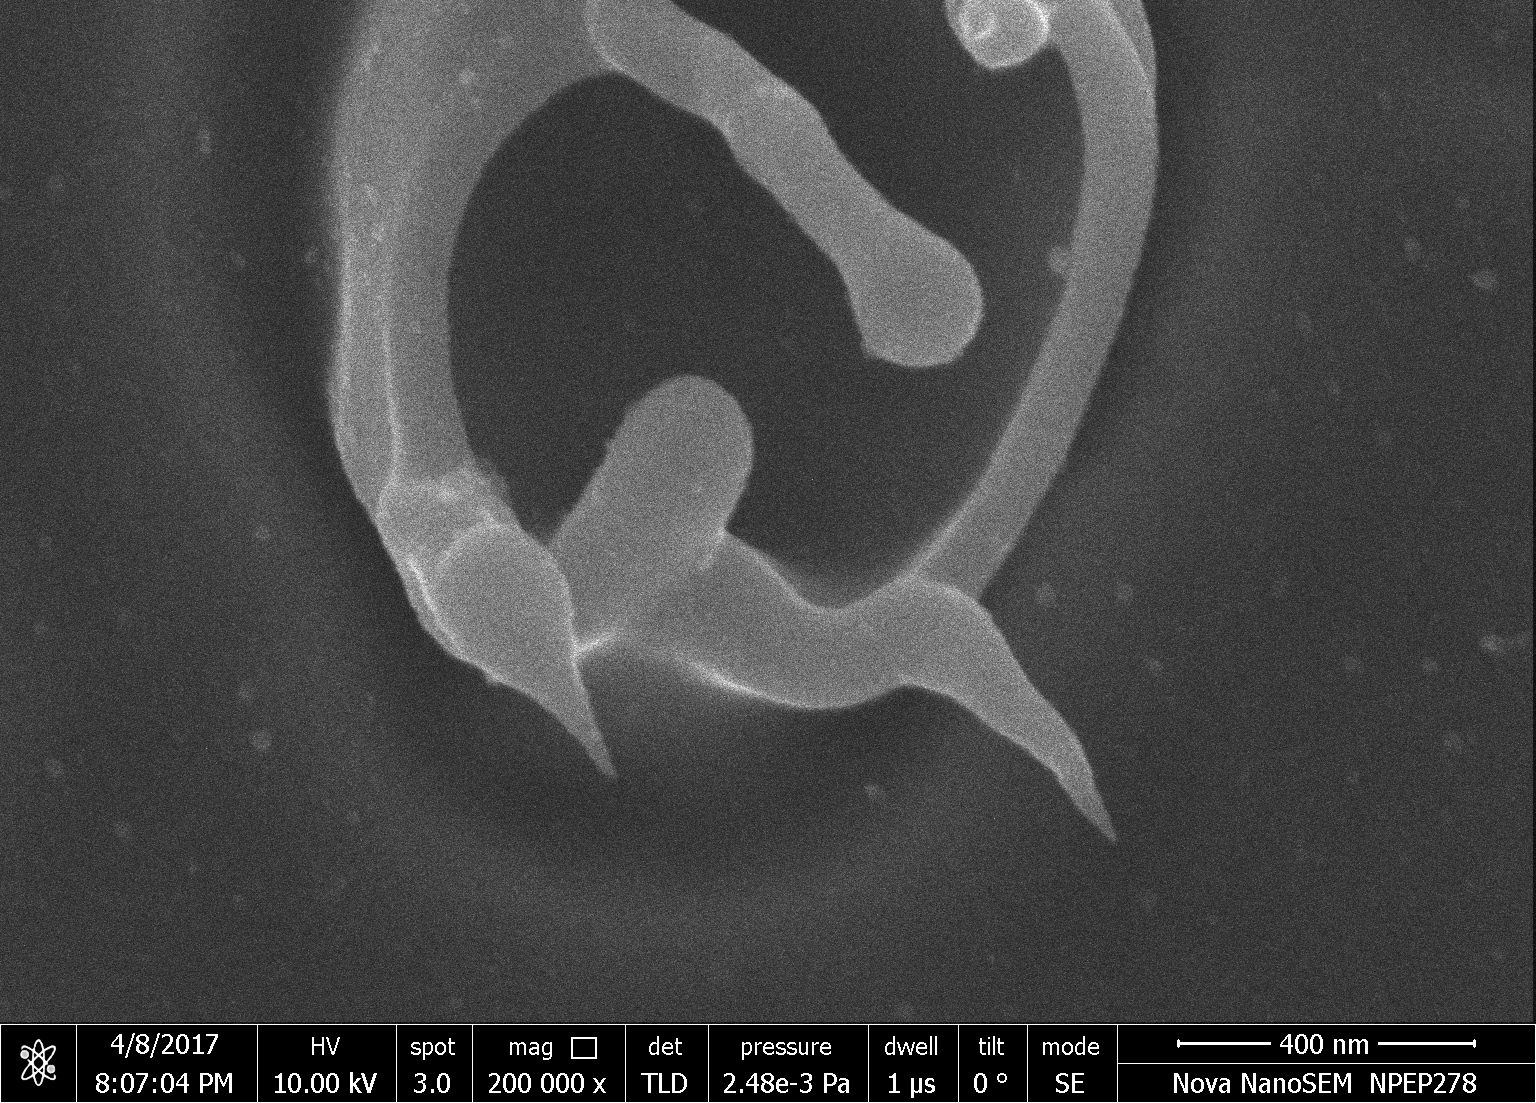 4/8/2017
8:07:04 PM
HV
10.00 kV
spot
3.0
mag
200 000 x
det
TLD
pressure
2.48e-3 Pa
dwell
1 µs
tilt
0 °
mode
SE
400 nm
Nova NanoSEM NPEP278